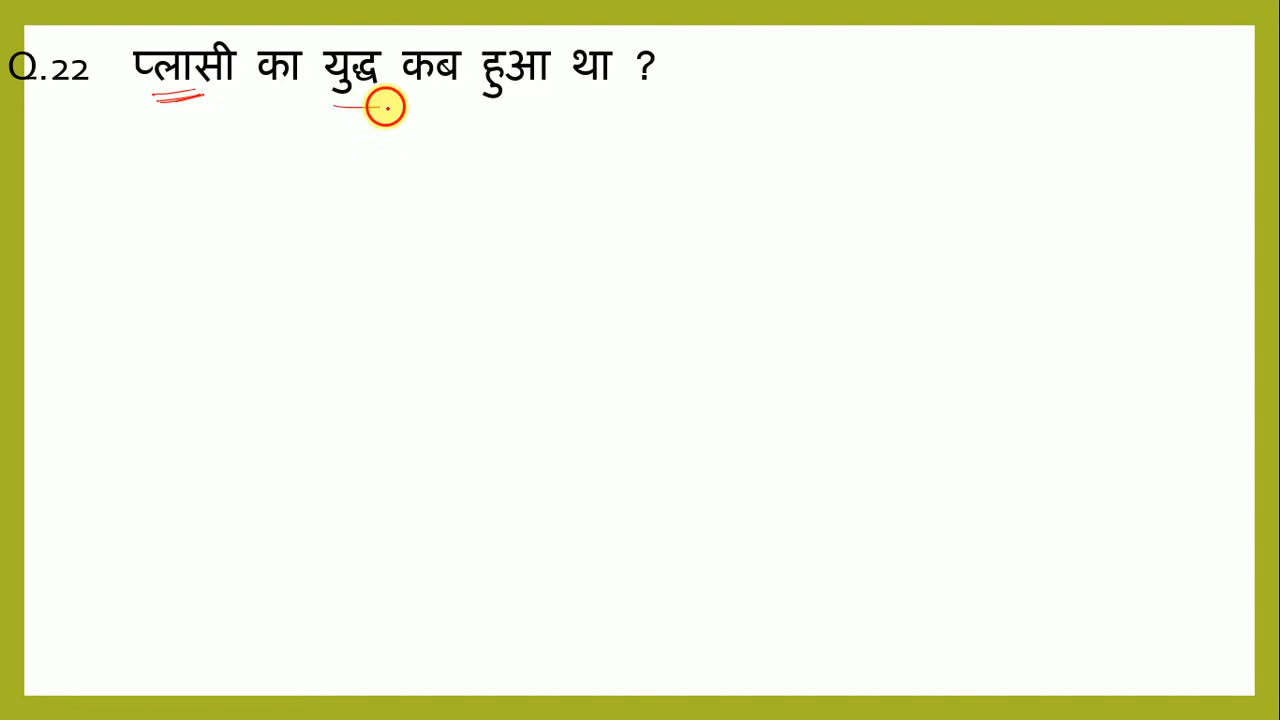 Q.22 प्लासी का युद्ध कब हुआ था ?